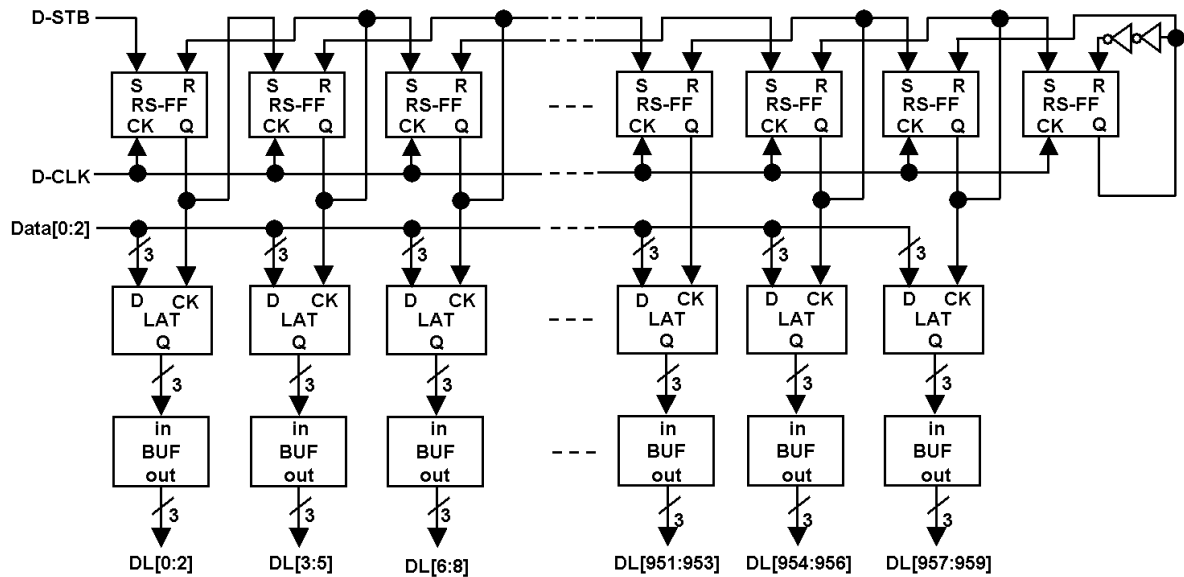 D-STB
S R S R S R S R S R S R S R
RS-FF RS-FF RS-FF RS-FF RS-FF RS-FF RS-FF
CK Q CK Q CK Q CK Q CK Q CK Q CK Q
D-CLK
Data[0:2]
3 3 3 3 3 3
D CK D CK D CK D CK D CK D CK
LAT LAT LAT LAT LAT LAT
Q Q Q Q Q Q
3 3 3 3 3 3
in in in in in in
BUF BUF BUF BUF BUF BUF
out out out out out out
3 3 3 3 3 3
DL[0:2] DL[3:5] DL[6:8] DL[951:953] DL[954:956] DL[957:959]